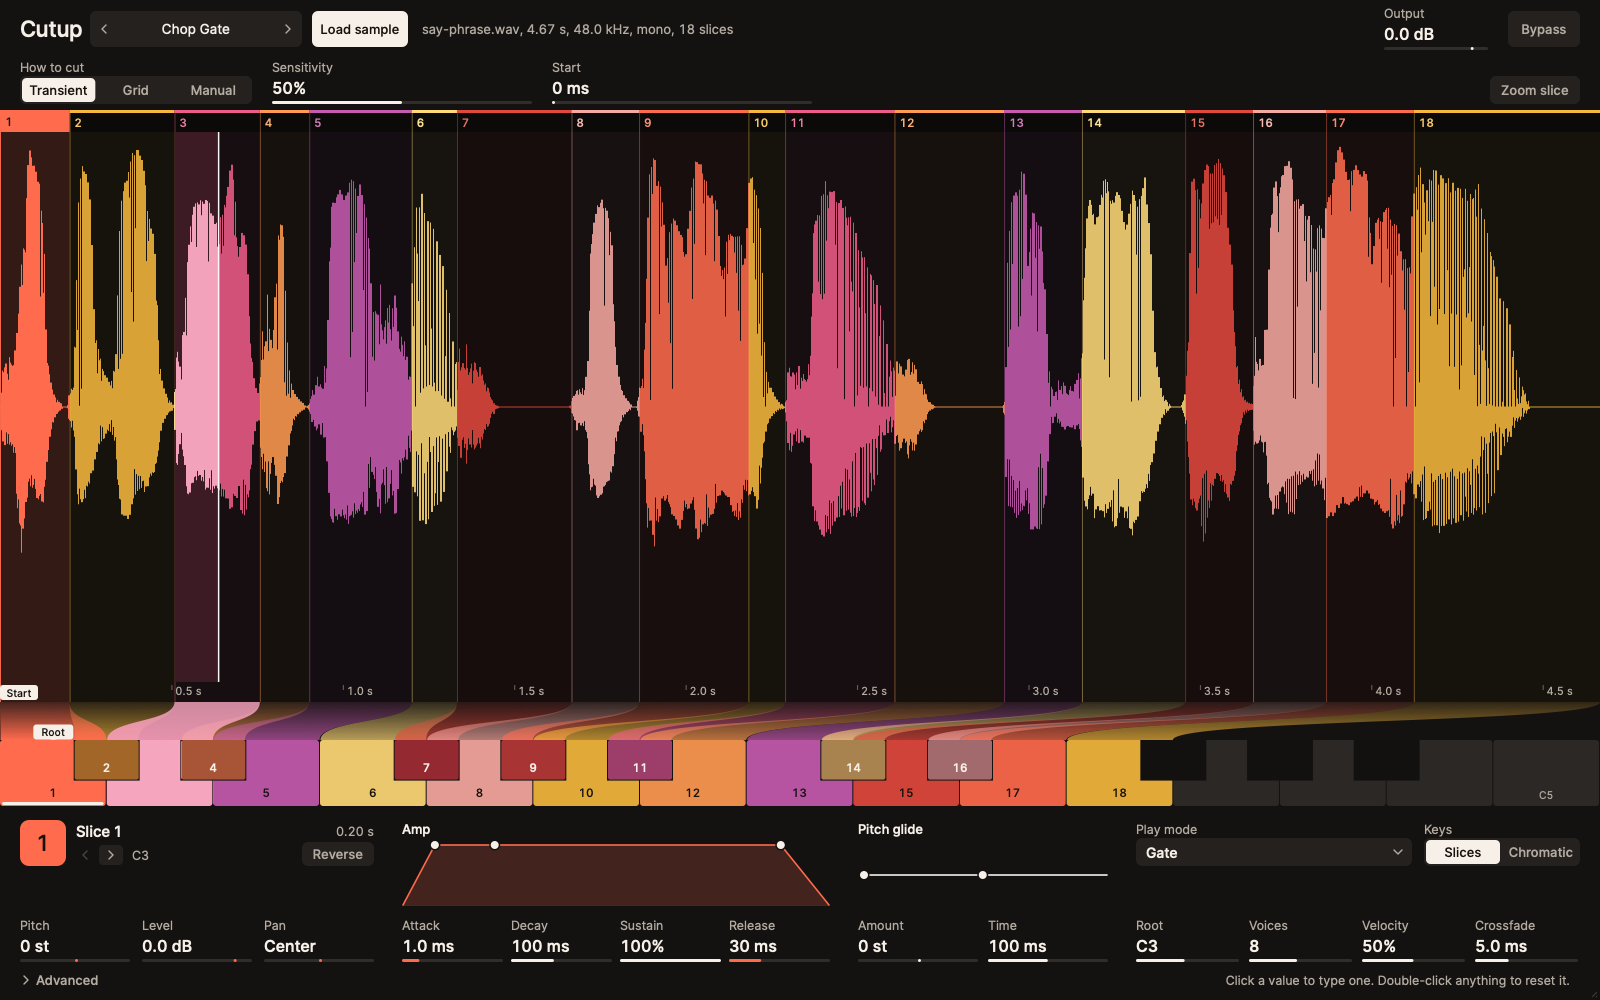 Cutup
Chop Gate
Load sample
say-phrase.wav, 4.67 s, 48.0 kHz, mono, 18 slices
Output
0.0 dB
Bypass
How to cut
Transient Grid Manual
Sensitivity
50%
Start
0 ms
Zoom slice
1 2 3 4 5 6 7 8 9 10 11 12 13 14 15 16 17 18
Start
0.5 s 1.0 s 1.5 s 2.0 s 2.5 s 3.0 s 3.5 s 4.0 s 4.5 s
Root
2 4 7 9 11 14 16
1 5 6 8 10 12 13 15 17 18 C5
1
Slice 1
0.20 s
C3
Reverse
Amp
Pitch glide
Play mode
Gate
Keys
Slices Chromatic
Pitch Level Pan Attack Decay Sustain Release Amount Time Root Voices Velocity Crossfade
0 st 0.0 dB Center 1.0 ms 100 ms 100% 30 ms 0 st 100 ms C3 8 50% 5.0 ms
Advanced
Click a value to type one. Double-click anything to reset it.